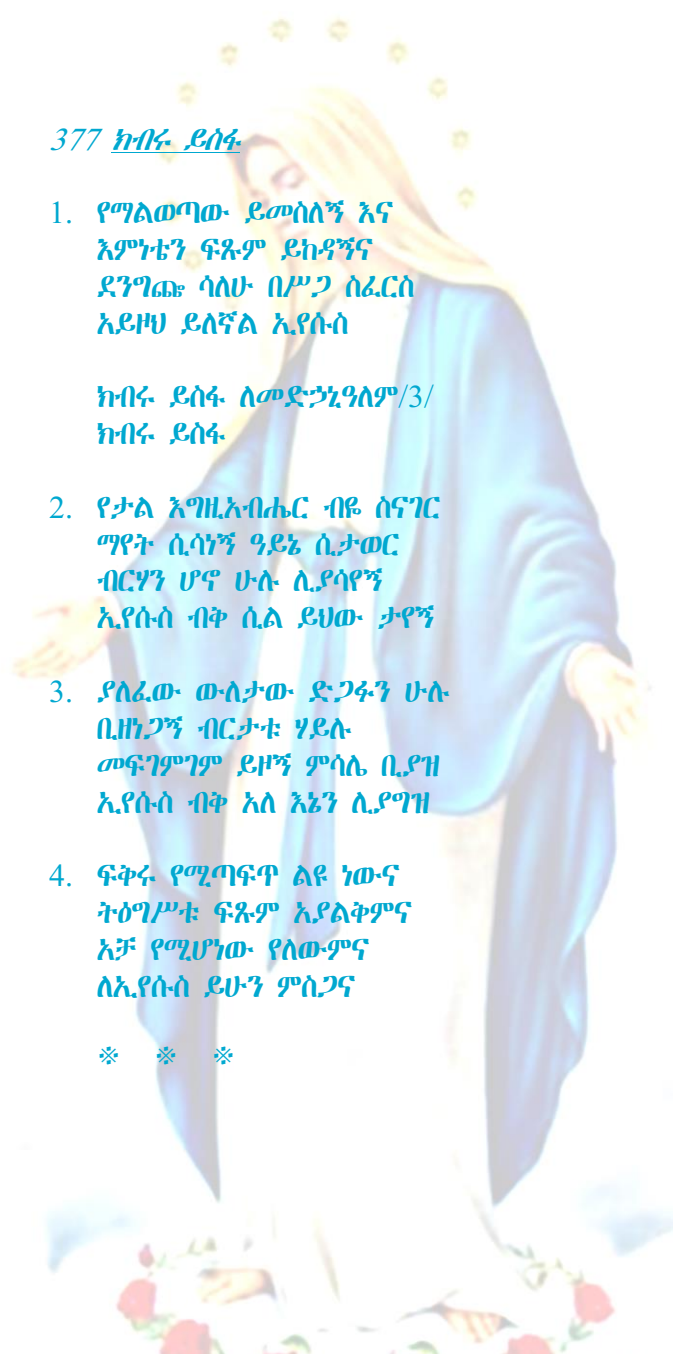 377 ክብሩ ይስፋ
1. የማልወጣው ይመስለኝ እና
እምነቴን ፍጹም ይከዳኝና
ደንግጬ ሳለሁ በሥጋ ስፈርስ
አይዞህ ይለኛል ኢየሱስ
ክብሩ ይስፋ ለመድኃኒዓለም/3/
ክብሩ ይስፋ
2. የታል እግዚአብሔር ብዬ ስናገር
ማየት ሲሳነኝ ዓይኔ ሲታወር
ብርሃን ሆኖ ሁሉ ሊያሳየኝ
ኢየሱስ ብቅ ሲል ይህው ታየኝ
3. ያለፈው ውለታው ድጋፉን ሁሉ
ቢዘነጋኝ ብርታቱ ሃይሉ
መፍገምገም ይዞኝ ምሳሌ ቢያዝ
ኢየሱስ ብቅ አለ እኔን ሊያግዝ
4. ፍቅሩ የሚጣፍጥ ልዩ ነውና
ትዕግሥቱ ፍጹም አያልቅምና
አቻ የሚሆነው የለውምና
ለኢየሱስ ይሁን ምስጋና
※ ※ ※